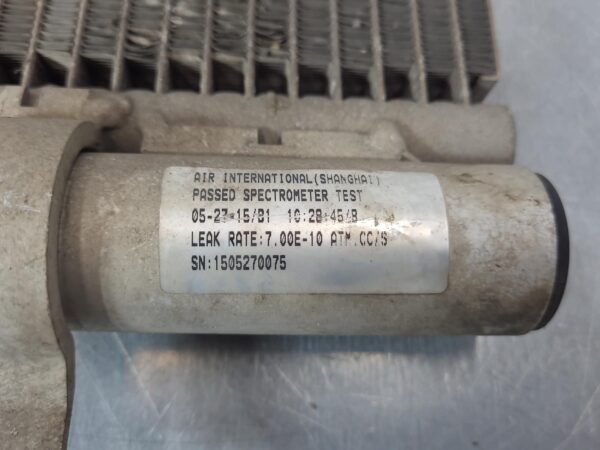 AIR INTERNATIONAL(SHANGHAI)
PASSED SPECTROMETER TEST
05-27-15/B1 10:28:45/B
LEAK RATE:7.00E-10 ATM.CC/S
SN:1505270075